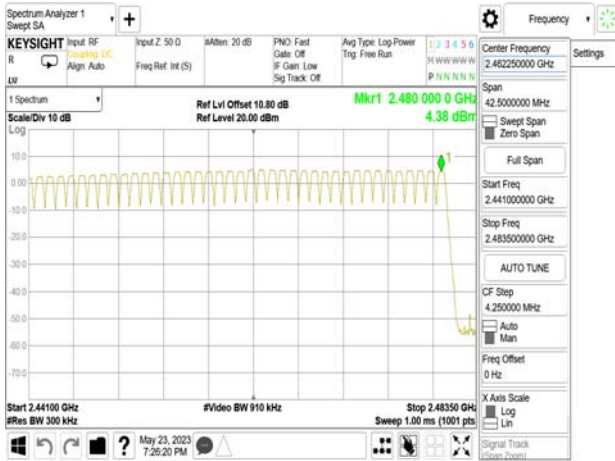 Spectrum Analyzer 1
Swept SA
+
Frequency
KEYSIGHT
Input: RF
Coupling: DC
Align: Auto
Input Z: 50 Ω
Freq Ref: Int (S)
#Atten: 20 dB
PNO: Fast
Gate: Off
IF Gain: Low
Sig Track: Off
Avg Type: Log-Power
Trig: Free Run
1 2 3 4 5 6
M W W W W W
P N N N N N
R
1 Spectrum
Scale/Div 10 dB
Ref Lvl Offset 10.80 dB
Ref Level 20.00 dBm
Mkr1 2.480 000 0 GHz
4.38 dBm
Log
10.0
0.00
-10.0
-20.0
-30.0
-40.0
-50.0
-60.0
-70.0
1
Start 2.44100 GHz
#Res BW 300 kHz
#Video BW 910 kHz
Stop 2.48350 GHz
Sweep 1.00 ms (1001 pts
May 23, 2023
7:26:20 PM
Center Frequency
2.462250000 GHz
Settings
Span
42.5000000 MHz
Swept Span
Zero Span
Full Span
Start Freq
2.441000000 GHz
Stop Freq
2.483500000 GHz
AUTO TUNE
CF Step
4.250000 MHz
Auto
Man
Freq Offset
0 Hz
X Axis Scale
Log
Lin
Signal Track
(Span Zoom)